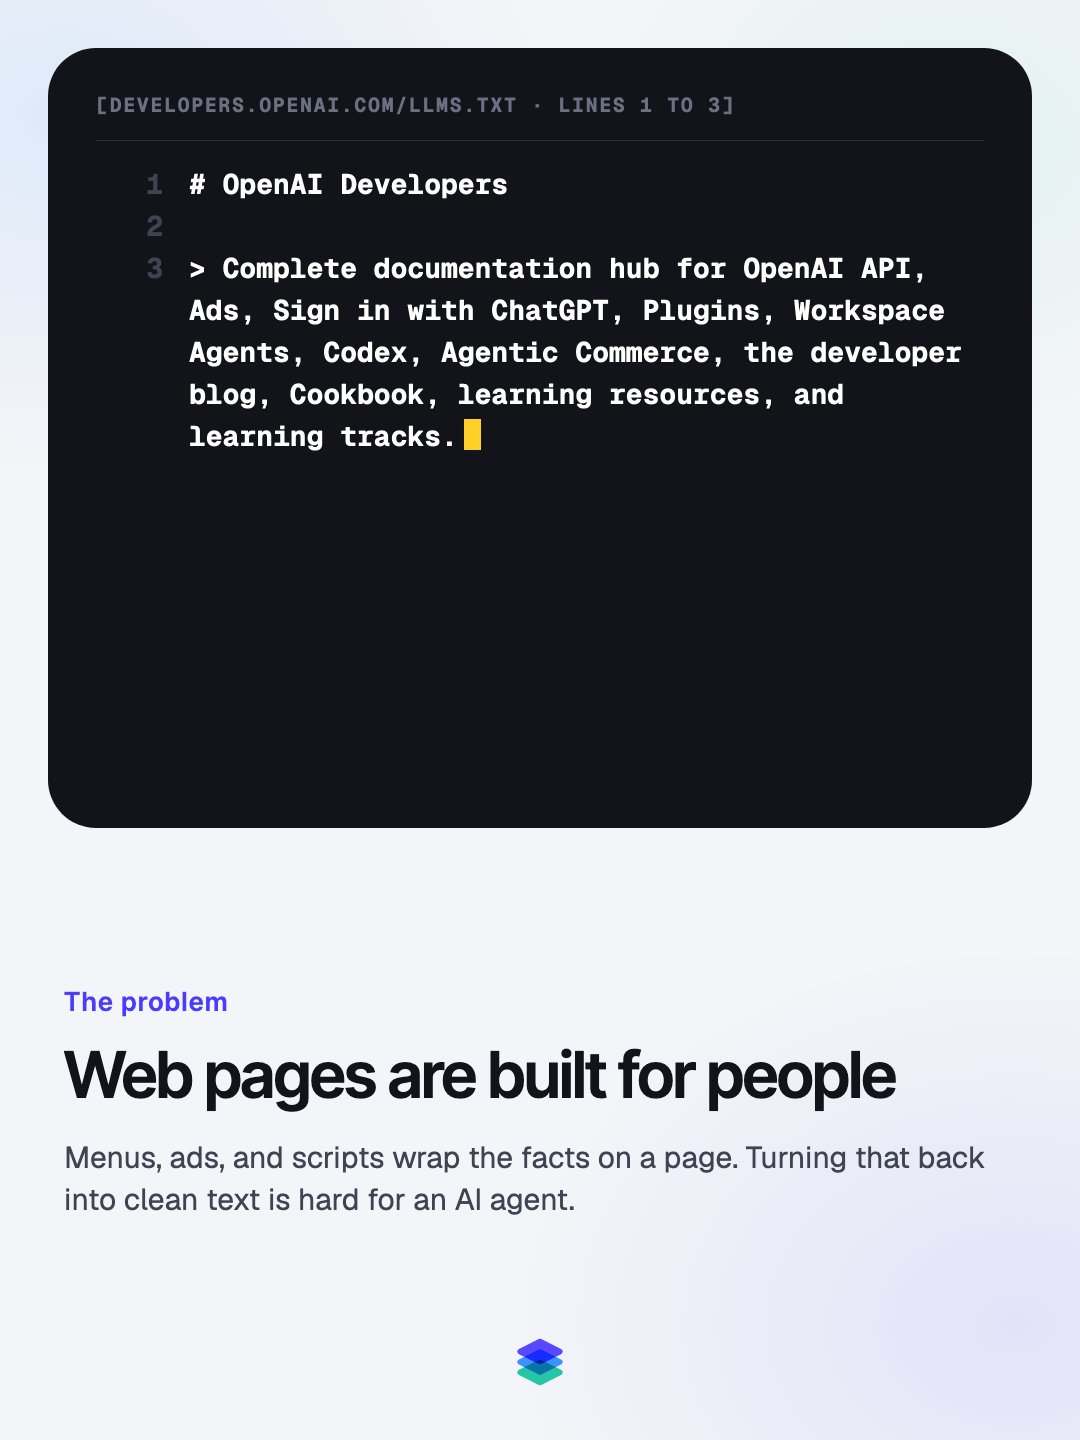 [DEVELOPERS.OPENAI.COM/LLMS.TXT · LINES 1 TO 3]
1 # OpenAI Developers
2
3 > Complete documentation hub for OpenAI API,
Ads, Sign in with ChatGPT, Plugins, Workspace
Agents, Codex, Agentic Commerce, the developer
blog, Cookbook, learning resources, and
learning tracks.
The problem
Web pages are built for people
Menus, ads, and scripts wrap the facts on a page. Turning that back
into clean text is hard for an AI agent.